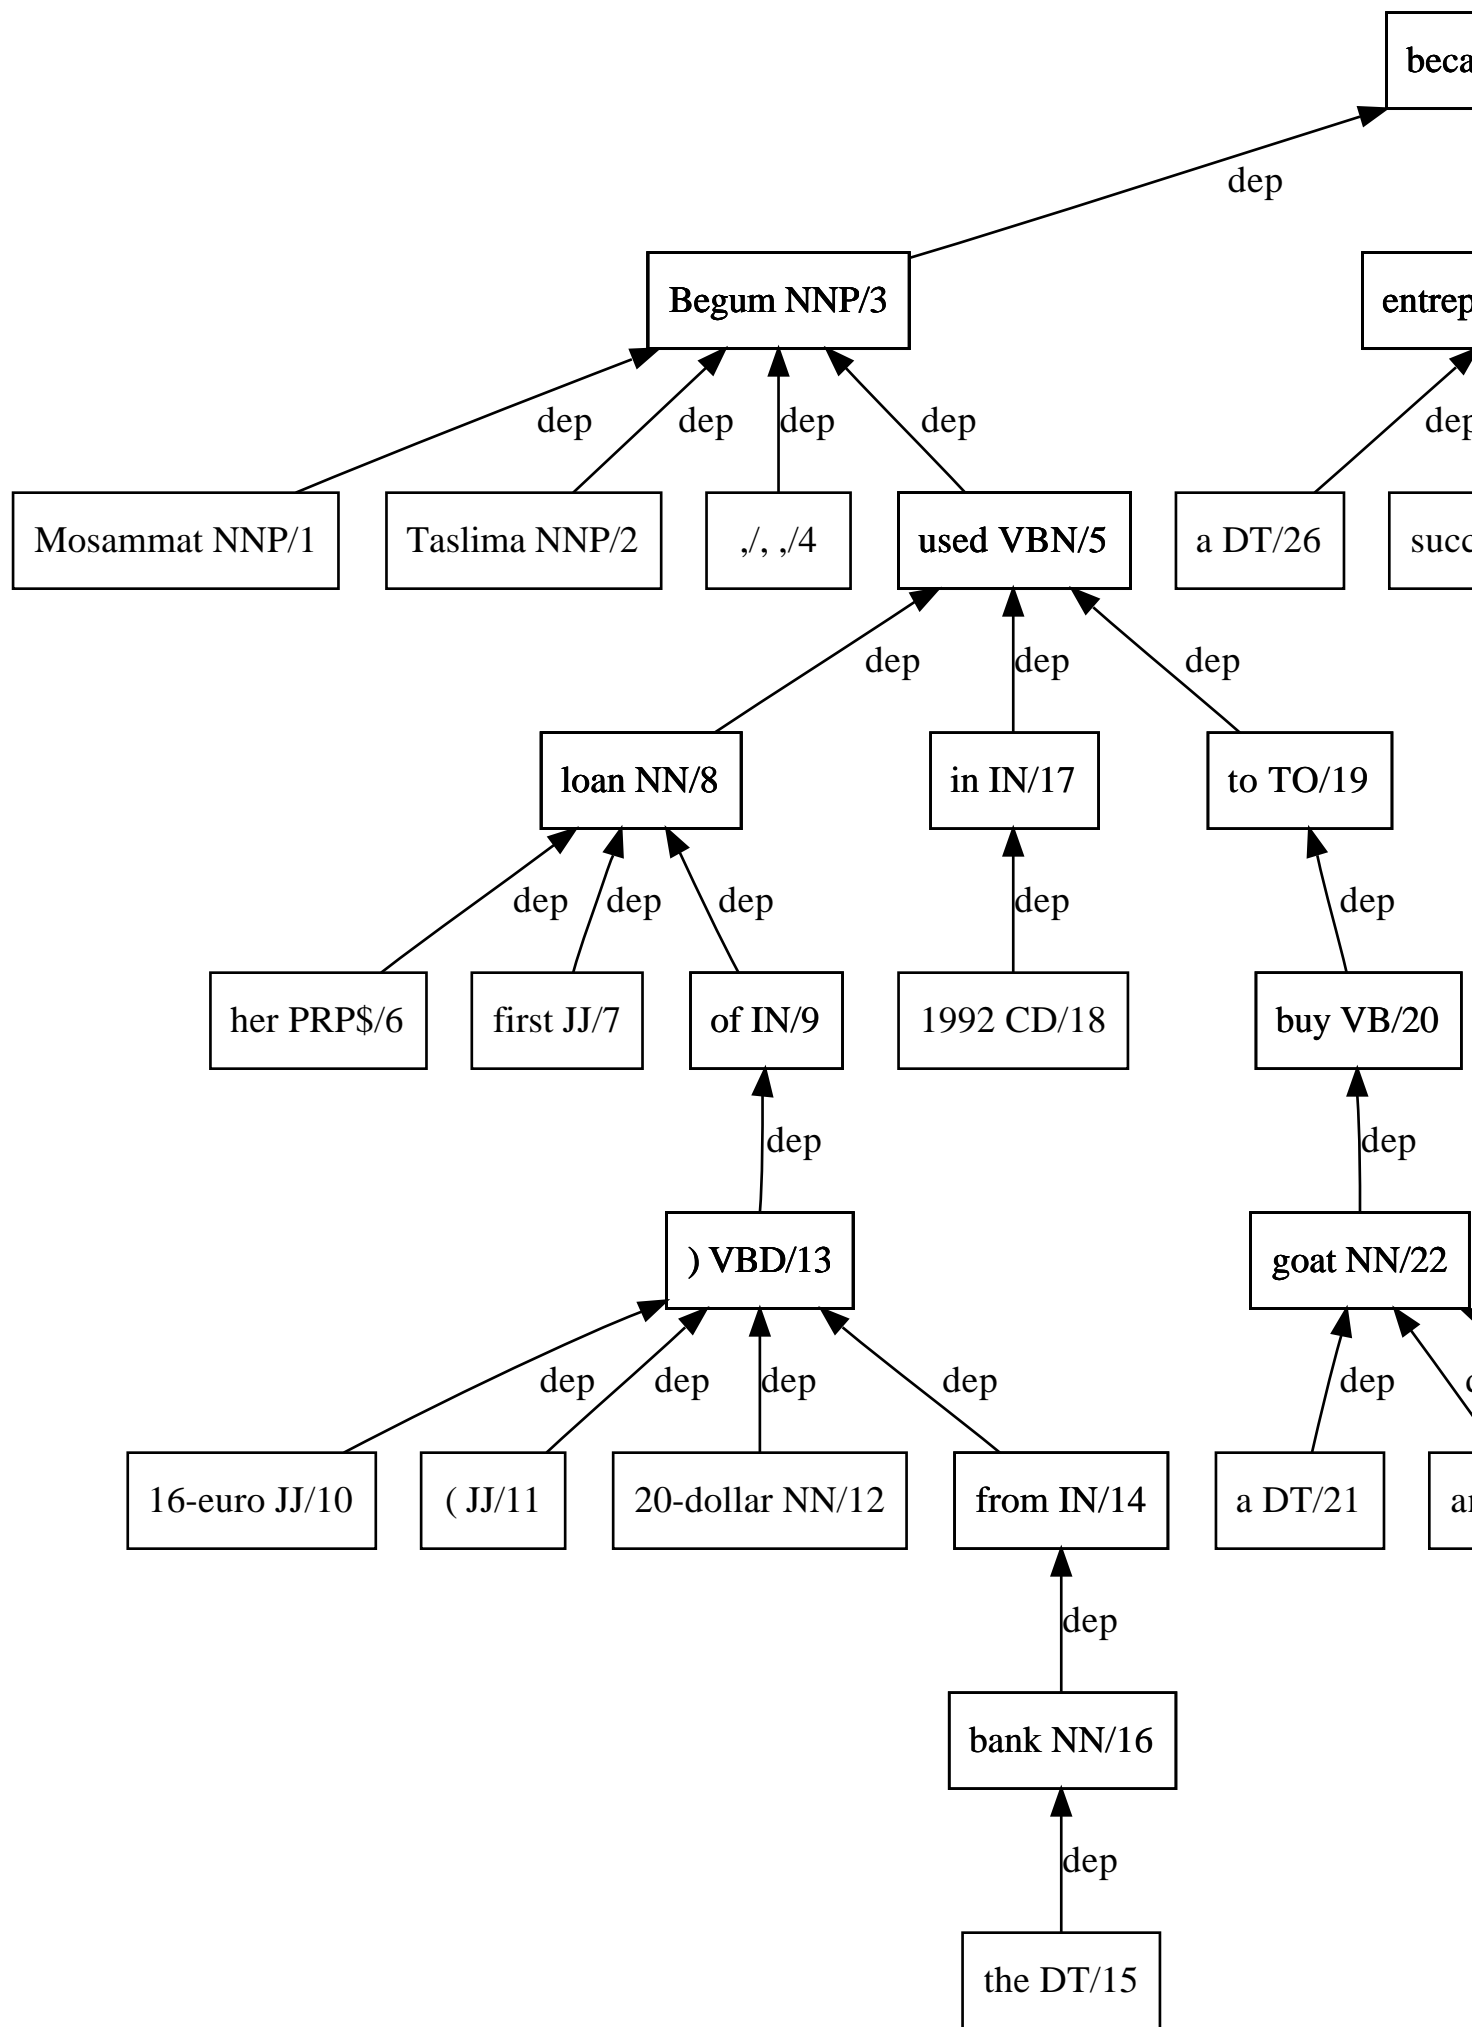 beca
dep
Begum NNP/3
entrep
dep
dep
dep
dep
dep
Mosammat NNP/1
Taslima NNP/2
,/, ,/4
used VBN/5
a DT/26
succ
dep
dep
dep
loan NN/8
in IN/17
to TO/19
dep
dep
dep
dep
dep
her PRP$/6
first JJ/7
of IN/9
1992 CD/18
buy VB/20
dep
dep
) VBD/13
goat NN/22
dep
dep
dep
dep
dep
16-euro JJ/10
( JJ/11
20-dollar NN/12
from IN/14
a DT/21
dep
bank NN/16
dep
the DT/15